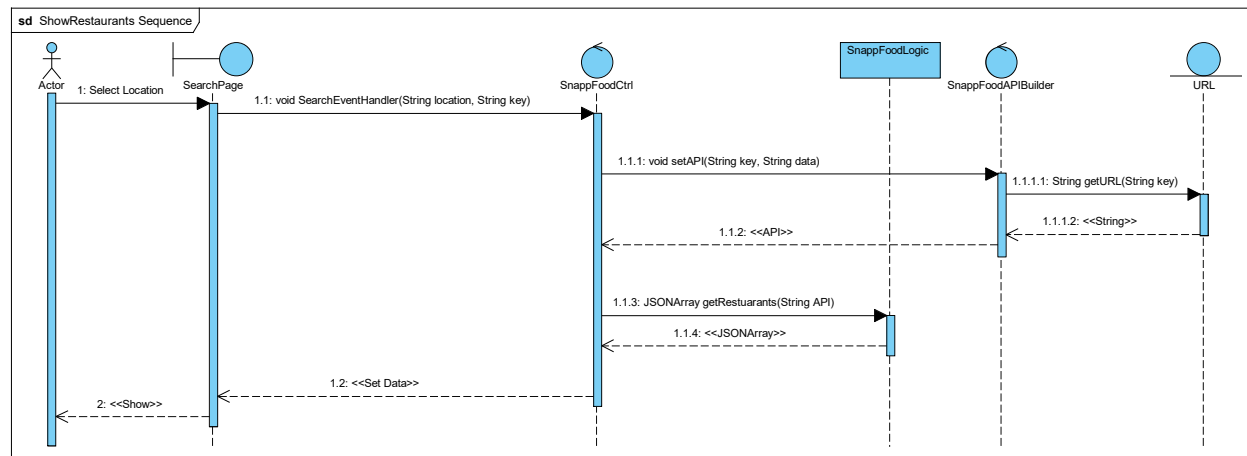 sd ShowRestaurants Sequence
SnappFoodLogic
Actor
SearchPage
SnappFoodCtrl
SnappFoodAPIBuilder
URL
1: Select Location
1.1: void SearchEventHandler(String location, String key)
1.1.1: void setAPI(String key, String data)
1.1.1.1: String getURL(String key)
1.1.1.2: <<String>>
1.1.2: <<API>>
1.1.3: JSONArray getRestuarants(String API)
1.1.4: <<JSONArray>>
1.2: <<Set Data>>
2: <<Show>>